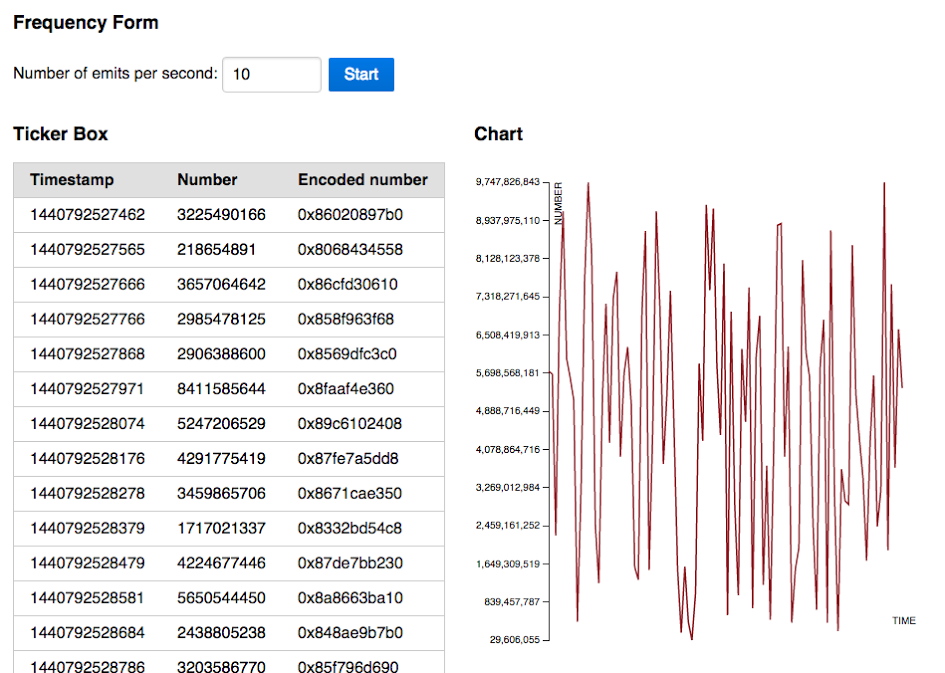 Frequency Form
Number of emits per second: 10 Start
Ticker Box
Timestamp Number Encoded number
1440792527462 3225490166 0x86020897b0
1440792527565 218654891 0x8068434558
1440792527666 3657064642 0x86cfd30610
1440792527766 2985478125 0x858f963f68
1440792527868 2906388600 0x8569dfc3c0
1440792527971 8411585644 0x8faaf4e360
1440792528074 5247206529 0x89c6102408
1440792528176 4291775419 0x87fe7a5dd8
1440792528278 3459865706 0x8671cae350
1440792528379 1717021337 0x8332bd54c8
1440792528479 4224677446 0x87de7bb230
1440792528581 5650544450 0x8a8663ba10
1440792528684 2438805238 0x848ae9b7b0
1440792528786 3203586770 0x85f796d690
Chart
NUMBER
9,747,826,843
8,937,975,110
8,128,123,378
7,318,271,645
6,508,419,913
5,698,568,181
4,888,716,449
4,078,864,716
3,269,012,984
2,459,161,252
1,649,309,519
839,457,787
29,606,055
TIME